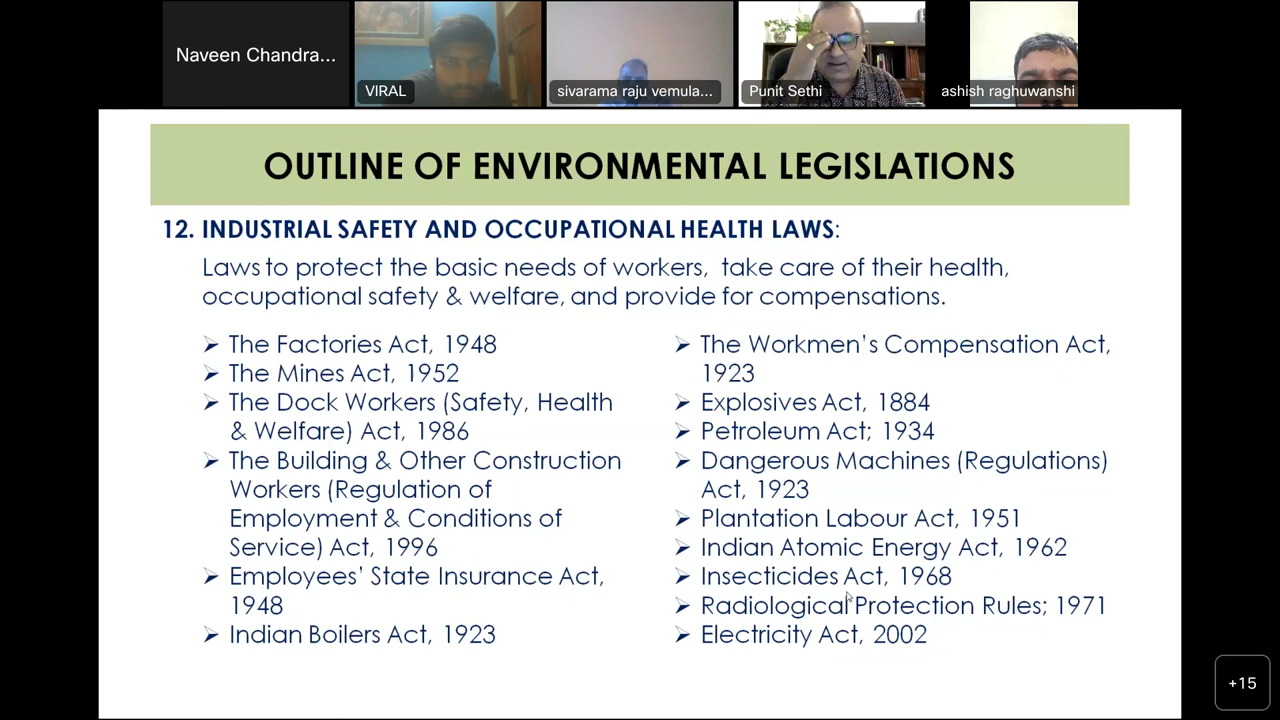 Naveen Chandra...
VIRAL
sivarama raju vemula...
Punit Sethi
ashish raghuwanshi
OUTLINE OF ENVIRONMENTAL LEGISLATIONS
12. INDUSTRIAL SAFETY AND OCCUPATIONAL HEALTH LAWS:
Laws to protect the basic needs of workers, take care of their health,
occupational safety & welfare, and provide for compensations.
➢ The Factories Act, 1948
➢ The Mines Act, 1952
➢ The Dock Workers (Safety, Health
& Welfare) Act, 1986
➢ The Building & Other Construction
Workers (Regulation of
Employment & Conditions of
Service) Act, 1996
➢ Employees' State Insurance Act,
1948
➢ Indian Boilers Act, 1923
➢ The Workmen's Compensation Act,
1923
➢ Explosives Act, 1884
➢ Petroleum Act; 1934
➢ Dangerous Machines (Regulations)
Act, 1923
➢ Plantation Labour Act, 1951
➢ Indian Atomic Energy Act, 1962
➢ Insecticides Act, 1968
➢ Radiological Protection Rules; 1971
➢ Electricity Act, 2002
+15